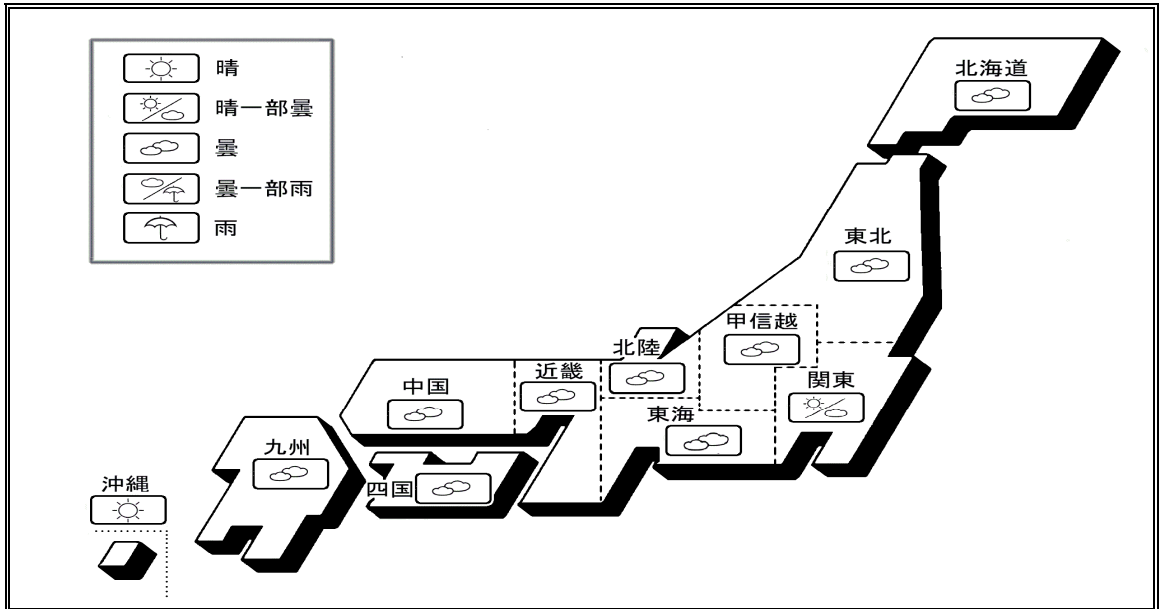 晴
晴一部曇
曇
曇一部雨
雨
北海道
東北
甲信越
北陸
関東
近畿
中国
東海
九州
四国
沖縄